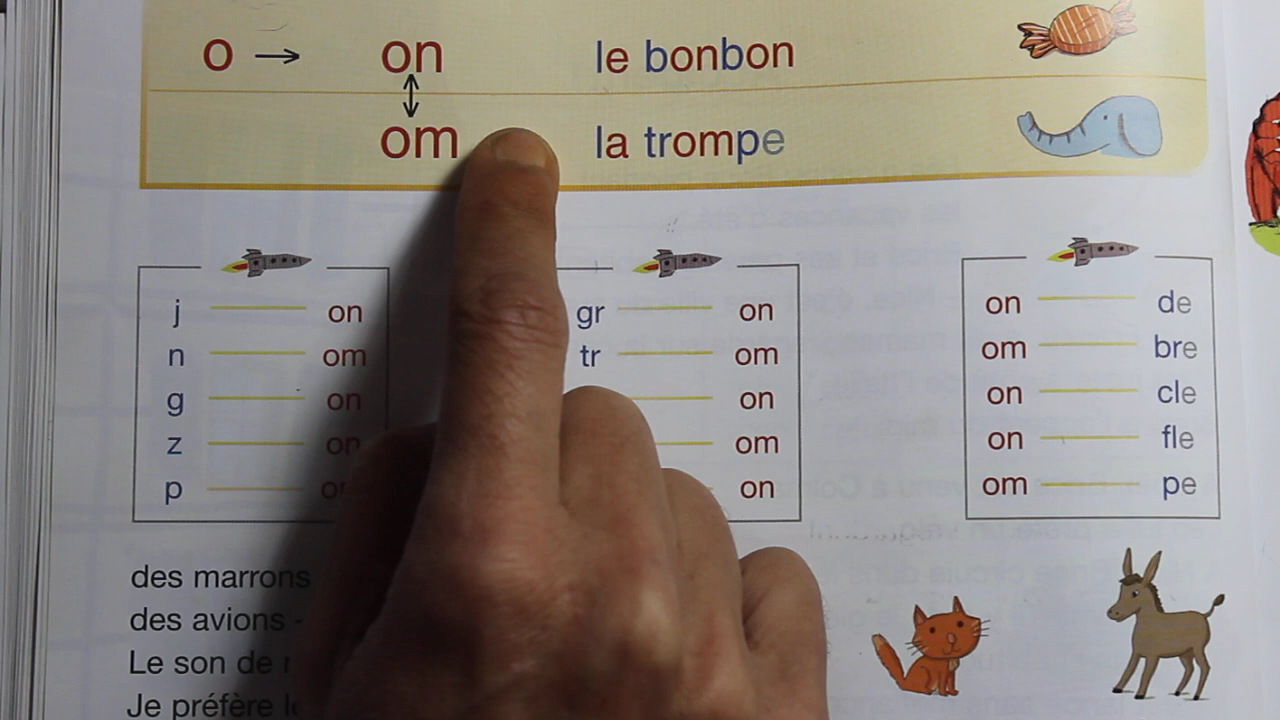 o → on le bonbon
om la trompe
j on
n om
g on
z on
p
gr on
tr om
on
om
on
on de
om bre
on cle
on fle
om pe
des marrons
des avions -
Le son de
Je préfère